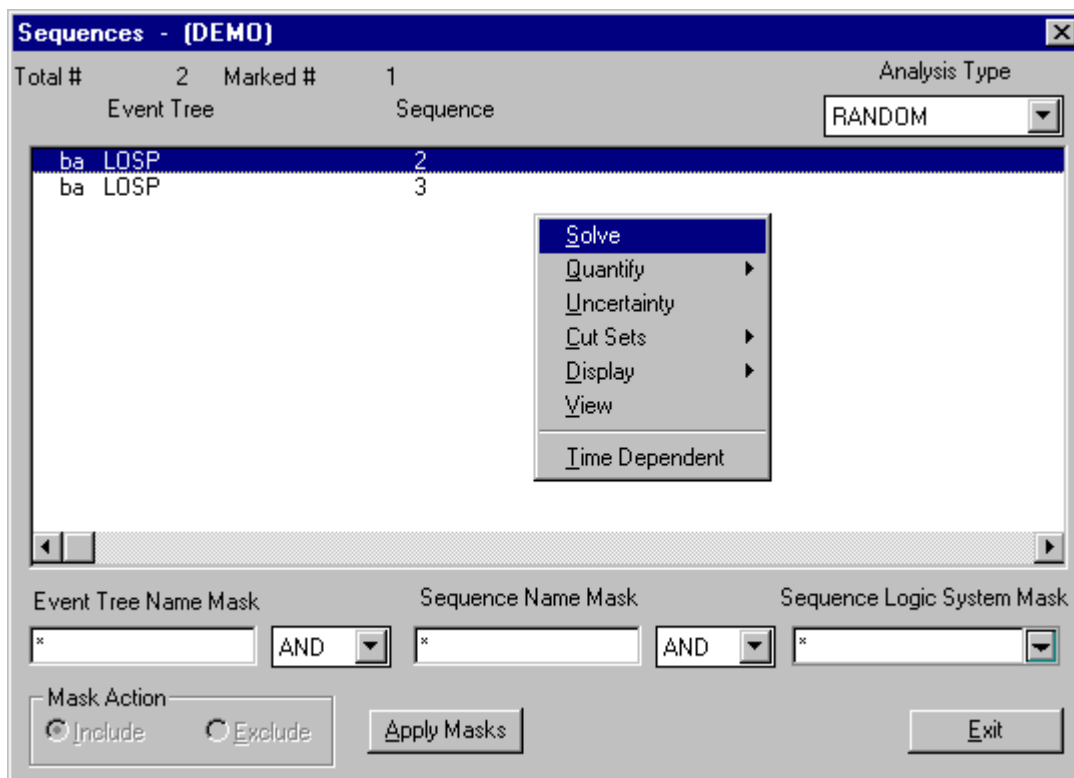 Sequences - (DEMO)
Total # 2 Marked # 1
Analysis Type
Event Tree Sequence
RANDOM
ba LOSP 2
ba LOSP 3
Solve
Quantify
Uncertainty
Cut Sets
Display
View
Time Dependent
Event Tree Name Mask Sequence Name Mask Sequence Logic System Mask
* AND * AND *
Mask Action
Include Exclude
Apply Masks
Exit